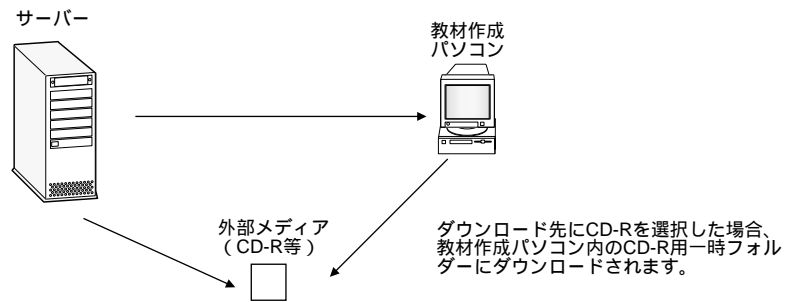 サーバー
教材作成
パソコン
外部メディア
（CD-R等）
ダウンロード先にCD-Rを選択した場合、
教材作成パソコン内のCD-R用一時フォル
ダーにダウンロードされます。